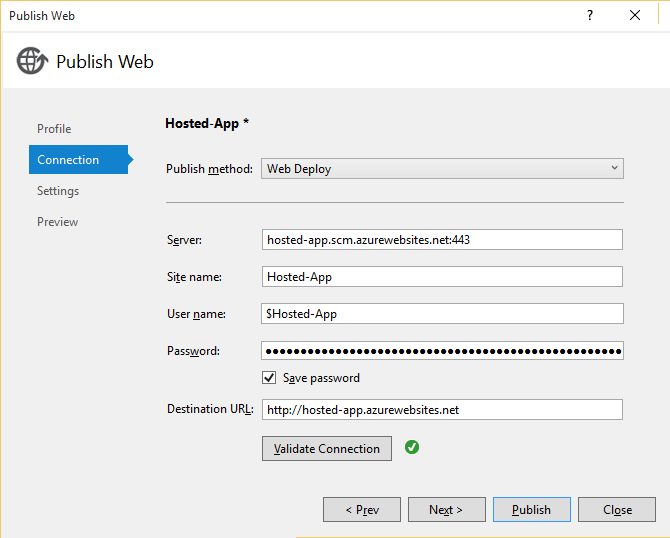 Publish Web
?
Publish Web
Profile
Connection
Settings
Preview
Hosted-App *
Publish method: Web Deploy
Server: hosted-app.scm.azurewebsites.net:443
Site name: Hosted-App
User name: $Hosted-App
Password:
Save password
Destination URL: http://hosted-app.azurewebsites.net
Validate Connection
< Prev Next > Publish Close